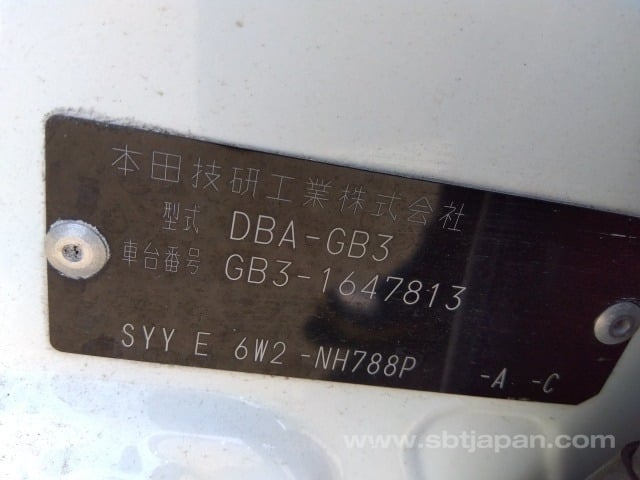 本田技研工業株式会社
型式 DBA-GB3
車台番号 GB3-1647813
SYY E 6W2 -NH788P -A -C
www.sbtjapan.com